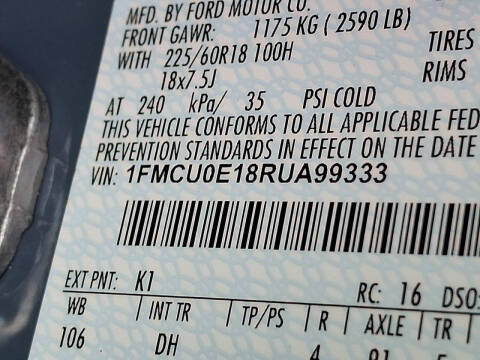 MFD. BY FORD MOTOR CO.
FRONT GAWR: 1175 KG ( 2590 LB)
WITH 225/60R18 100H TIRES
18x7.5J RIMS
AT 240 kPa/ 35 PSI COLD
THIS VEHICLE CONFORMS TO ALL APPLICABLE FED
PREVENTION STANDARDS IN EFFECT ON THE DATE
VIN: 1FMCU0E18RUA99333
EXT PNT: K1 RC: 16 DSO:
WB INT TR TP/PS R AXLE TR
106 DH 4